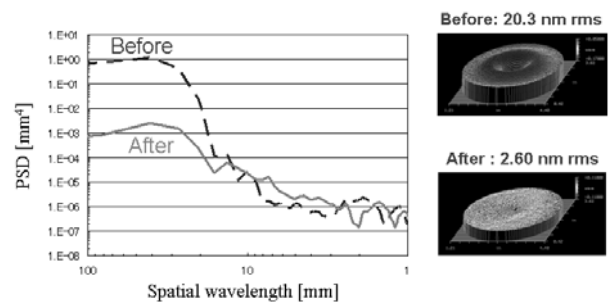 Before: 20.3 nm rms
1.E+01
1.E+00
1.E-01
1.E-02
1.E-03
1.E-04
1.E-05
1.E-06
1.E-07
1.E-08
PSD [mm⁴]
Before
After
100
10
1
Spatial wavelength [mm]
After : 2.60 nm rms